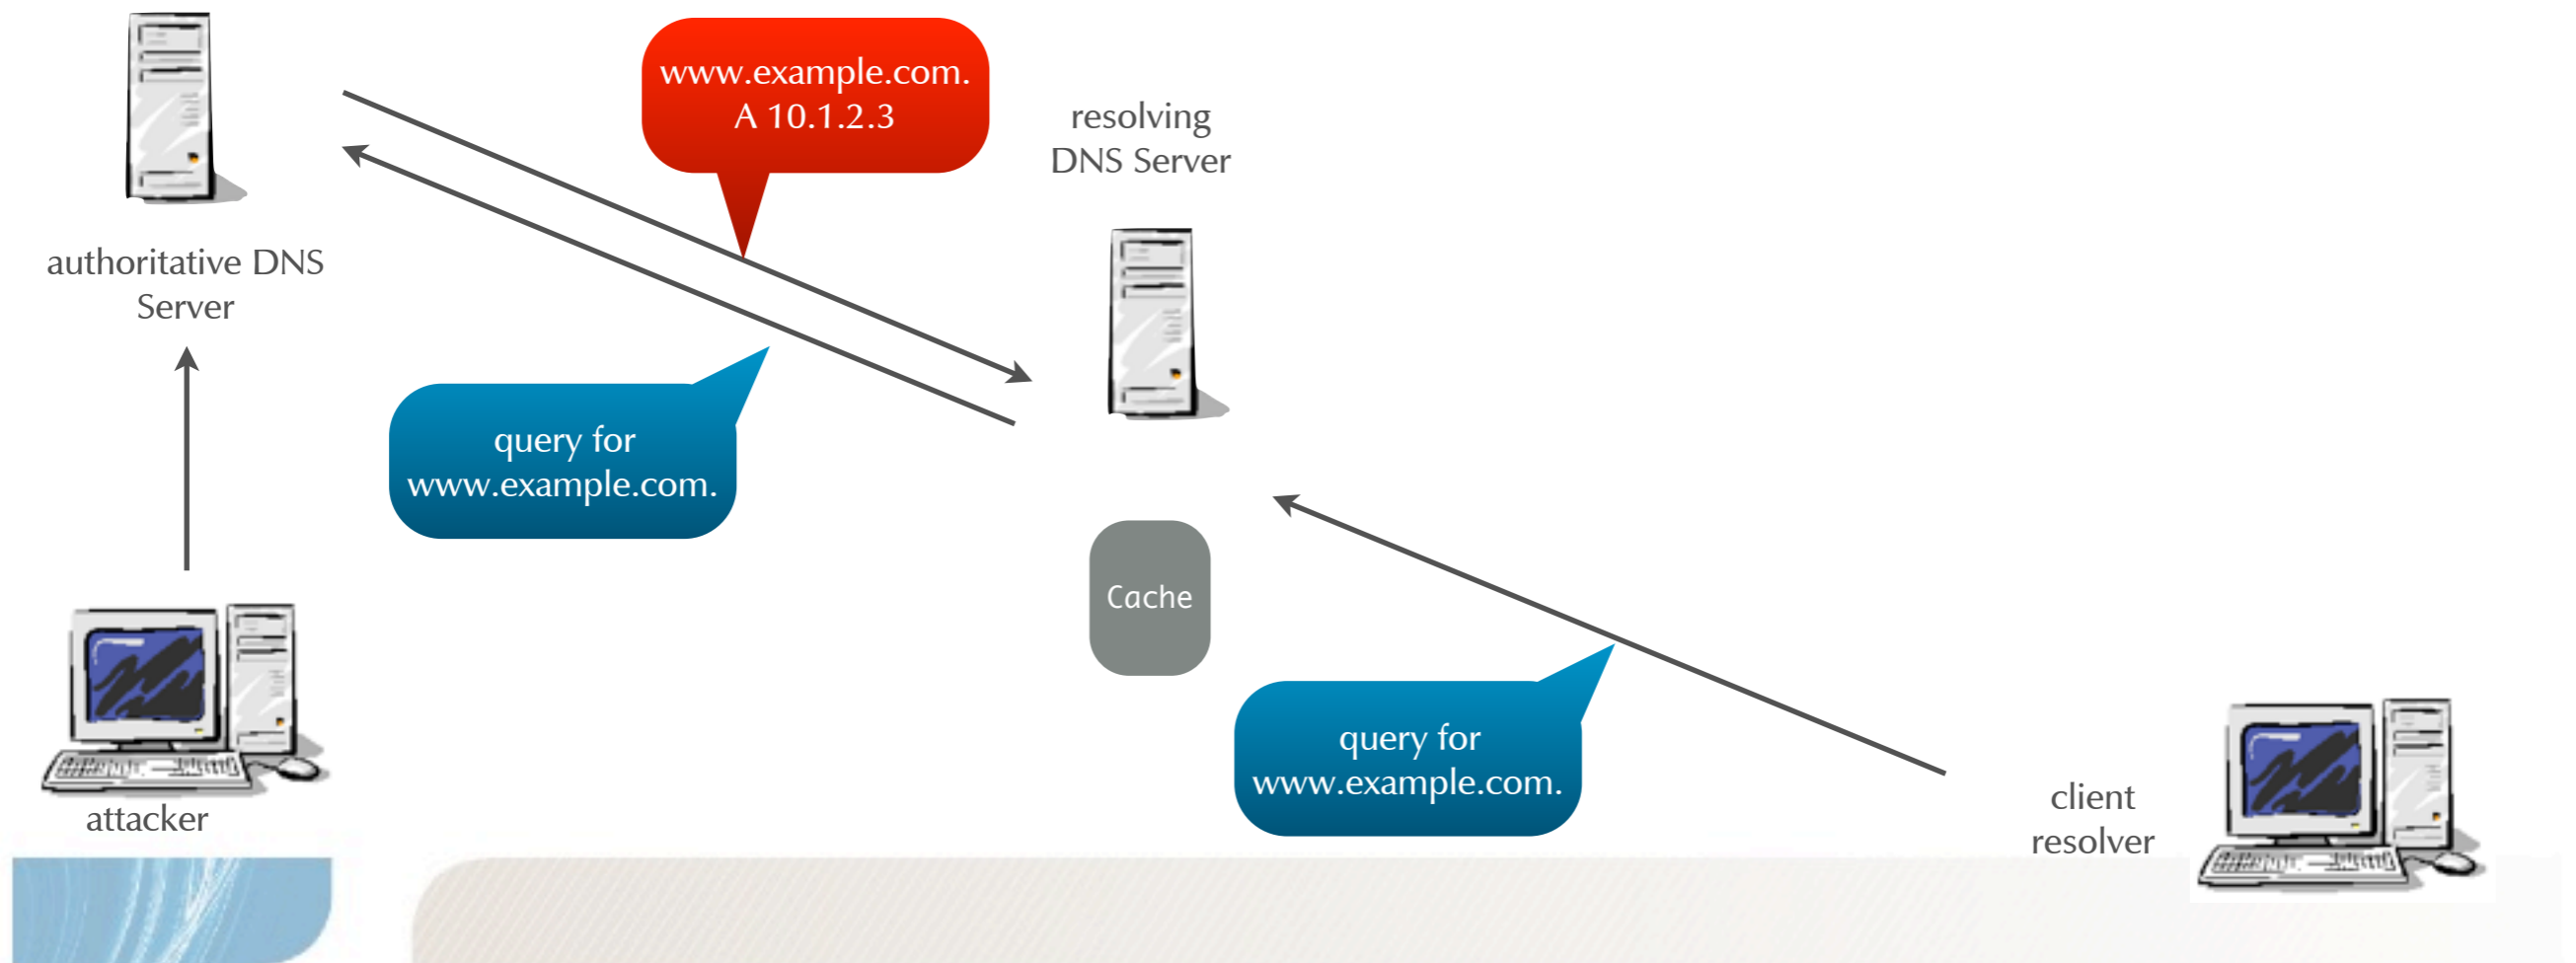 www.example.com.
A 10.1.2.3
resolving
DNS Server
authoritative DNS
Server
query for
www.example.com.
Cache
query for
www.example.com.
client
resolver
attacker